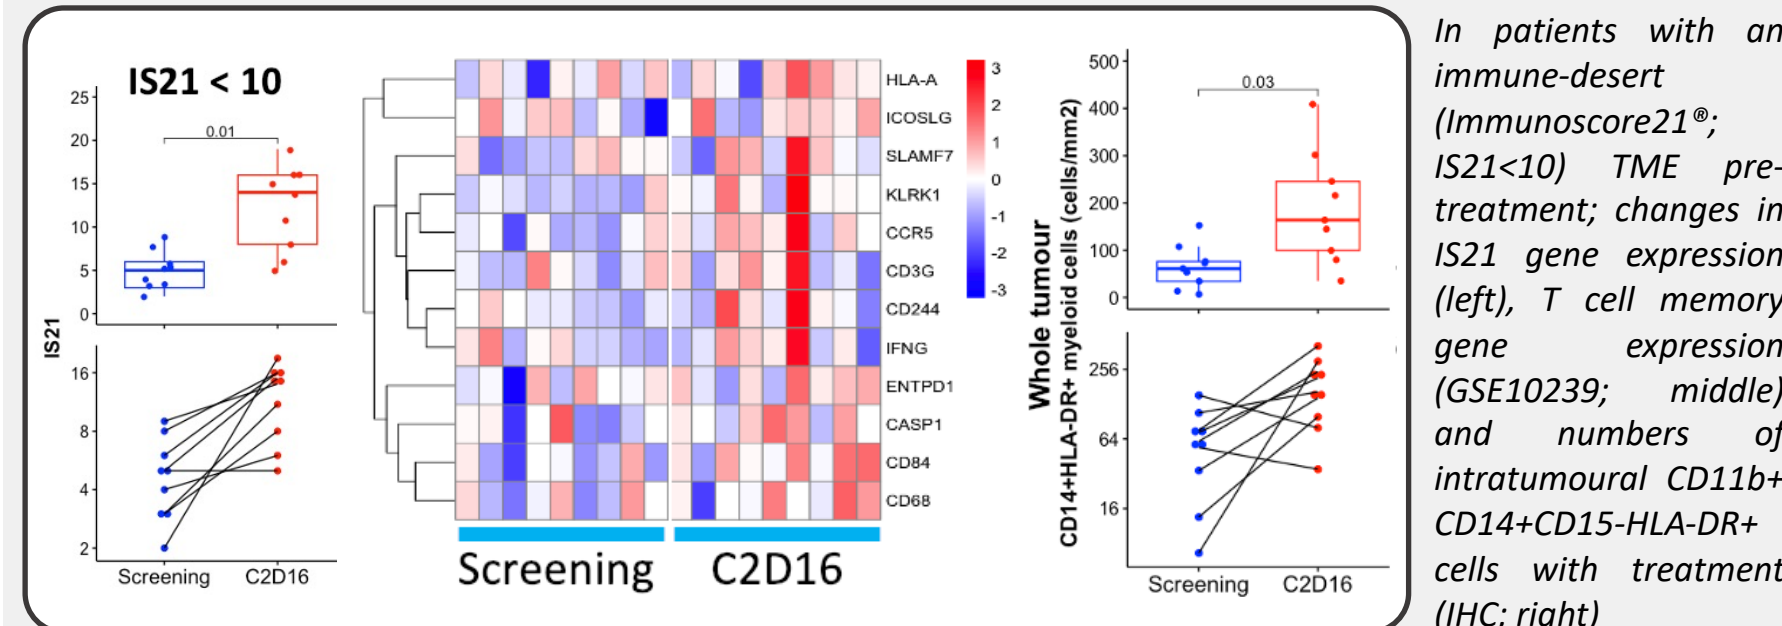 IS21 < 10
25
20
15
10
5
0
0.01
IS21
16
8
4
2
Screening
C2D16
HLA-A
ICOSLG
SLAMF7
KLRK1
CCR5
CD3G
CD244
IFNG
ENTPD1
CASP1
CD84
CD68
3
2
1
0
-1
-2
-3
Screening
C2D16
Whole tumour
CD14+HLA-DR+ myeloid cells (cells/mm2)
500
400
300
200
100
0
0.03
256
64
16
Screening
C2D16
In patients with an
immune-desert
(Immunoscore21®;
IS21<10) TME pre-
treatment; changes in
IS21 gene expression
(left), T cell memory
gene expression
(GSE10239; middle)
and numbers of
intratumoural CD11b+
CD14+CD15-HLA-DR+
cells with treatment
(IHC; right)